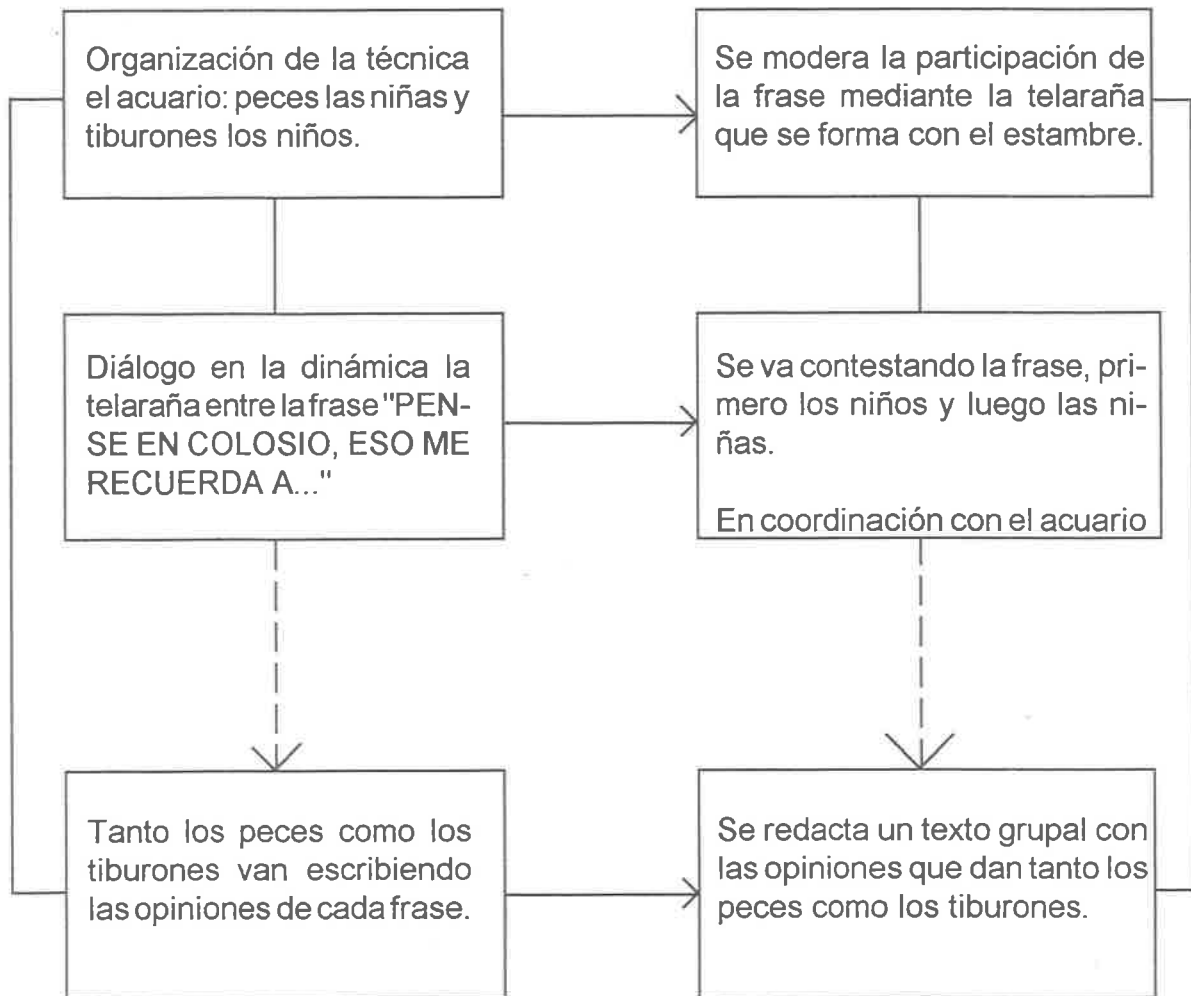 Organización de la técnica
el acuario: peces las niñas y
tiburones los niños.
Se modera la participación de
la frase mediante la telaraña
que se forma con el estambre.
Diálogo en la dinámica la
telaraña entre la frase "PEN-
SE EN COLOSIO, ESO ME
RECUERDA A..."
Se va contestando la frase, pri-
mero los niños y luego las ni-
ñas.
En coordinación con el acuario
Tanto los peces como los
tiburones van escribiendo
las opiniones de cada frase.
Se redacta un texto grupal con
las opiniones que dan tanto los
peces como los tiburones.